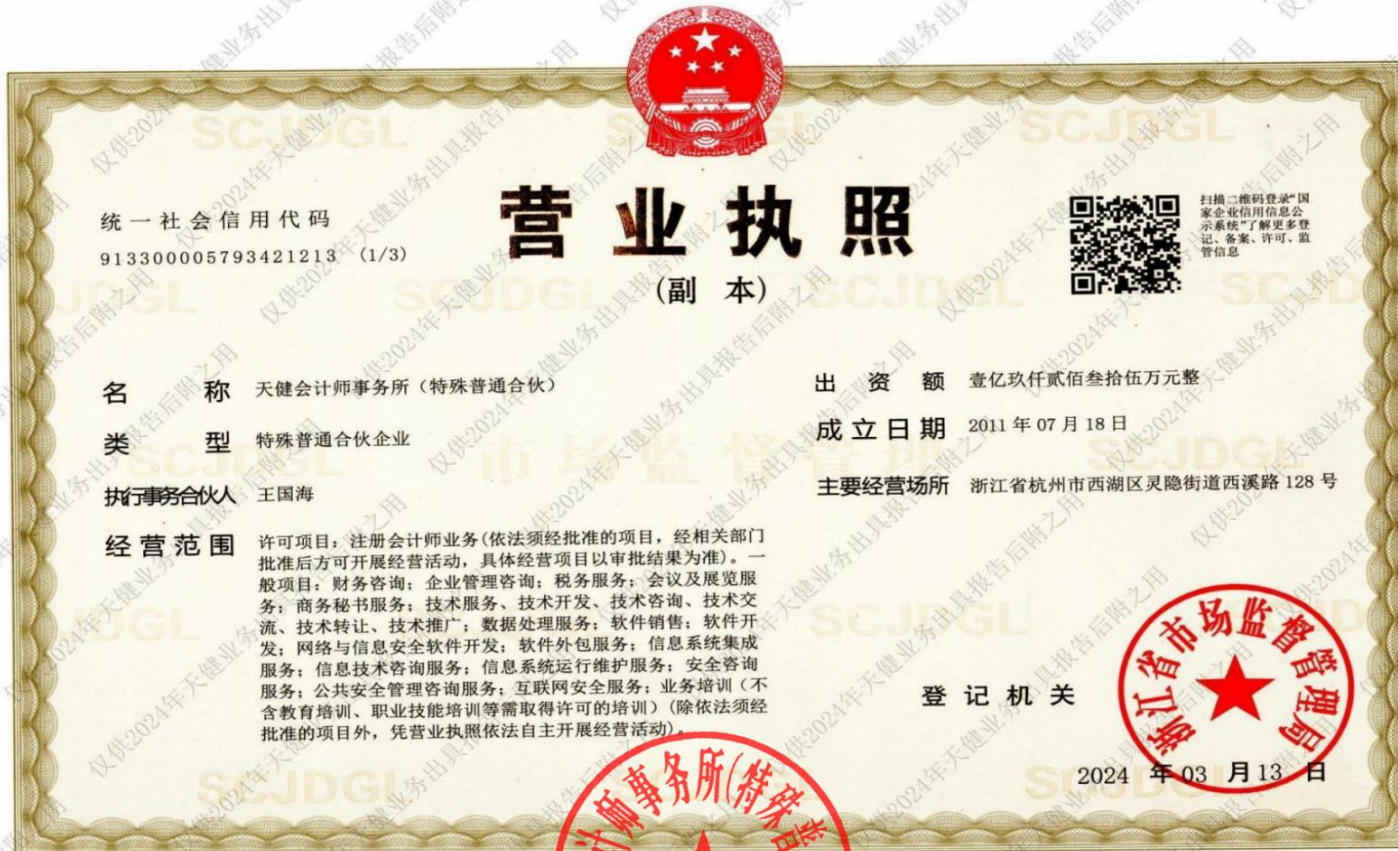 营业执照
(副 本)
统一社会信用代码
913300005793421213 (1/3)
扫描二维码登录“国
家企业信用信息公
示系统”了解更多登
记、备案、许可、监
管信息
名 称 天健会计师事务所（特殊普通合伙）
类 型 特殊普通合伙企业
执行事务合伙人 王国海
经营范围 许可项目：注册会计师业务(依法须经批准的项目，经相关部门
批准后方可开展经营活动，具体经营项目以审批结果为准)。一
般项目：财务咨询；企业管理咨询；税务服务；会议及展览服
务；商务秘书服务；技术服务、技术开发、技术咨询、技术交
流、技术转让、技术推广；数据处理服务；软件销售；软件开
发；网络与信息安全软件开发；软件外包服务；信息系统集成
服务；信息技术咨询服务；信息系统运行维护服务；安全咨询
服务；公共安全管理咨询服务；互联网安全服务；业务培训（不
含教育培训、职业技能培训等需取得许可的培训）(除依法须经
批准的项目外，凭营业执照依法自主开展经营活动)。
出 资 额 壹亿玖仟贰佰叁拾伍万元整
成立日期 2011 年 07 月 18 日
主要经营场所 浙江省杭州市西湖区灵隐街道西溪路 128 号
登记机关
浙江省市场监督管理局
2024 年 03 月 13 日
计师事务所(特殊普
仅供2024年天健业务出具报告后附之用
SCJDGL
市场监督管理